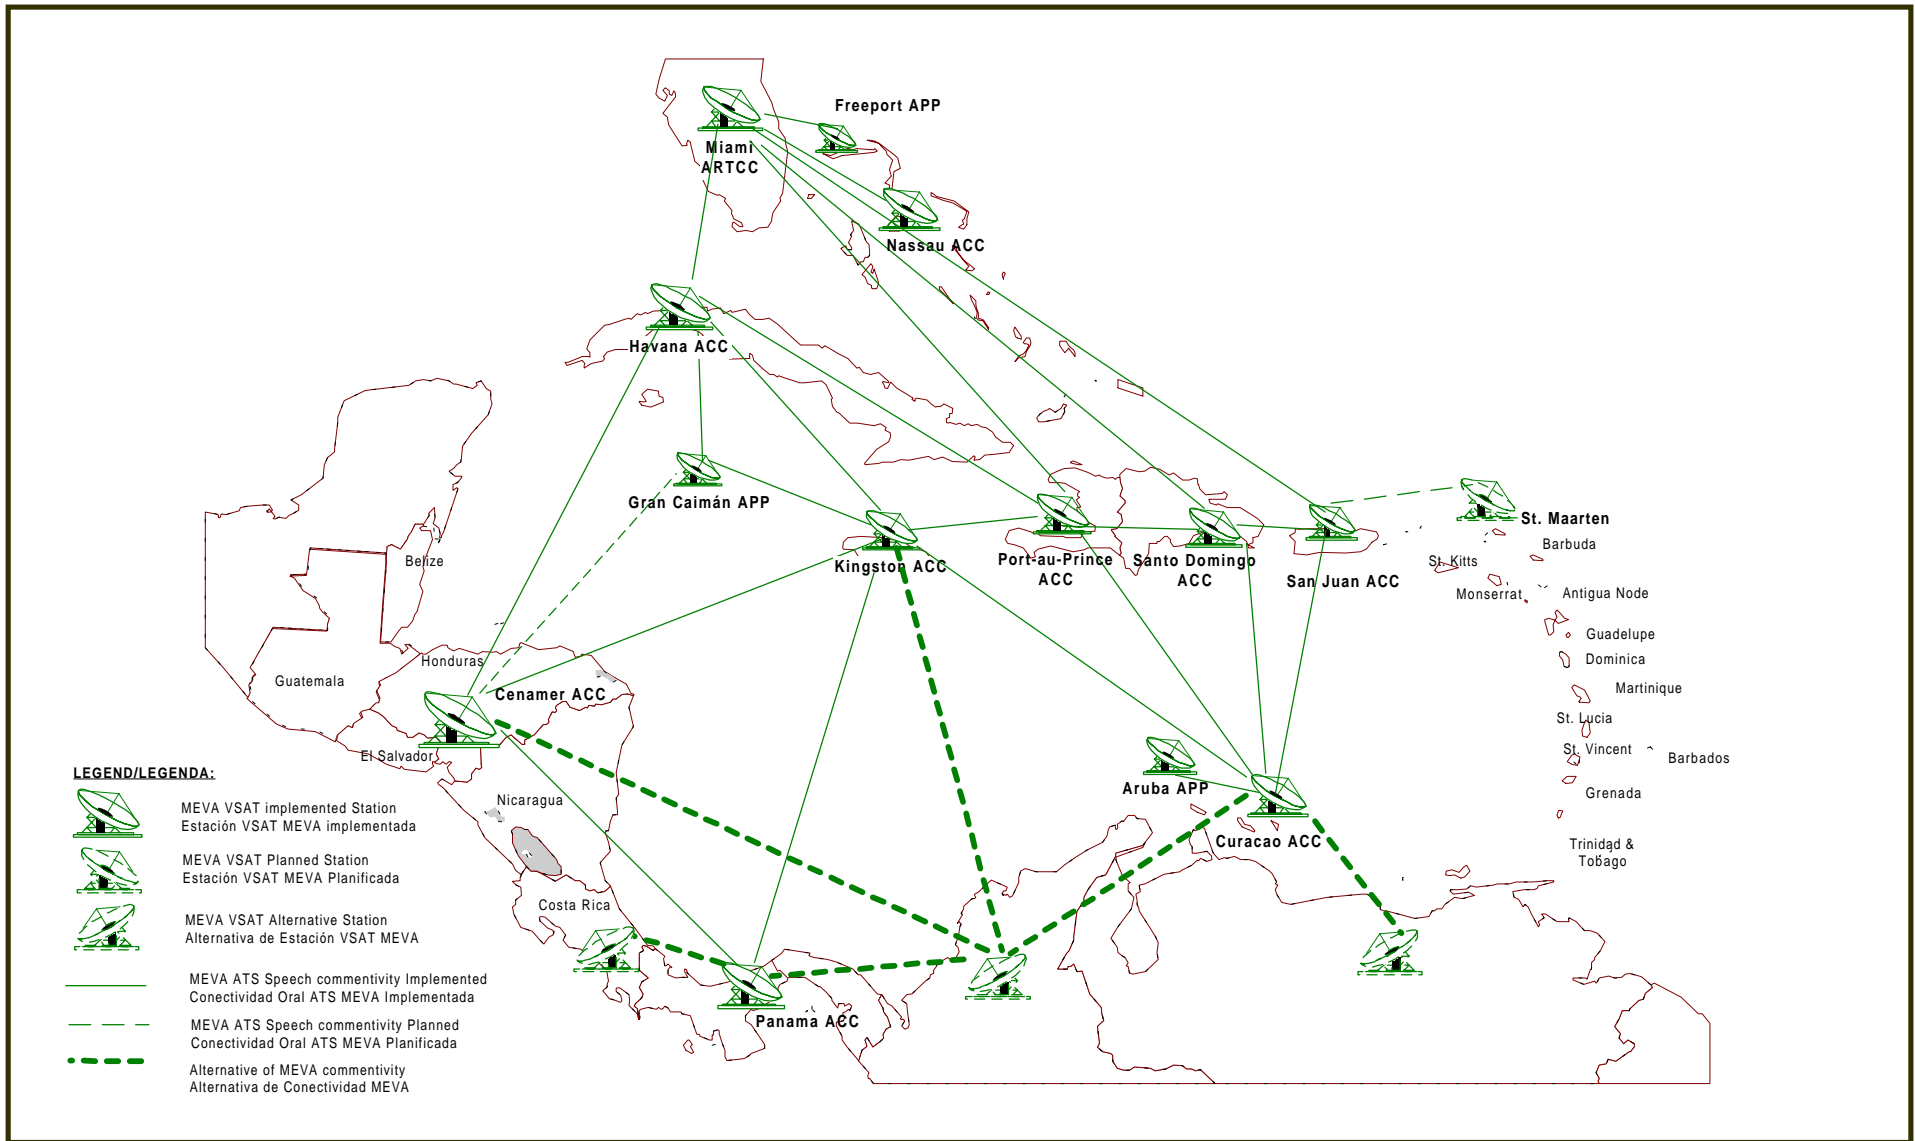 Freeport APP
Miami
ARTCC
Nassau ACC
Havana ACC
Gran Caimán APP
Kingston ACC
Port-au-Prince
ACC
Santo Domingo
ACC
San Juan ACC
St. Maarten
Barbuda
St. Kitts
Monserrat
Antigua Node
Guadelupe
Dominica
Martinique
St. Lucia
St. Vincent
Barbados
Grenada
Trinidad &
Tobago
Belize
Guatemala
Honduras
Cenamer ACC
El Salvador
Nicaragua
Costa Rica
Panama ACC
Aruba APP
Curacao ACC
LEGEND/LEGENDA:
MEVA VSAT implemented Station
Estación VSAT MEVA implementada
MEVA VSAT Planned Station
Estación VSAT MEVA Planificada
MEVA VSAT Alternative Station
Alternativa de Estación VSAT MEVA
MEVA ATS Speech commentivity Implemented
Conectividad Oral ATS MEVA Implementada
MEVA ATS Speech commentivity Planned
Conectividad Oral ATS MEVA Planificada
Alternative of MEVA commentivity
Alternativa de Conectividad MEVA